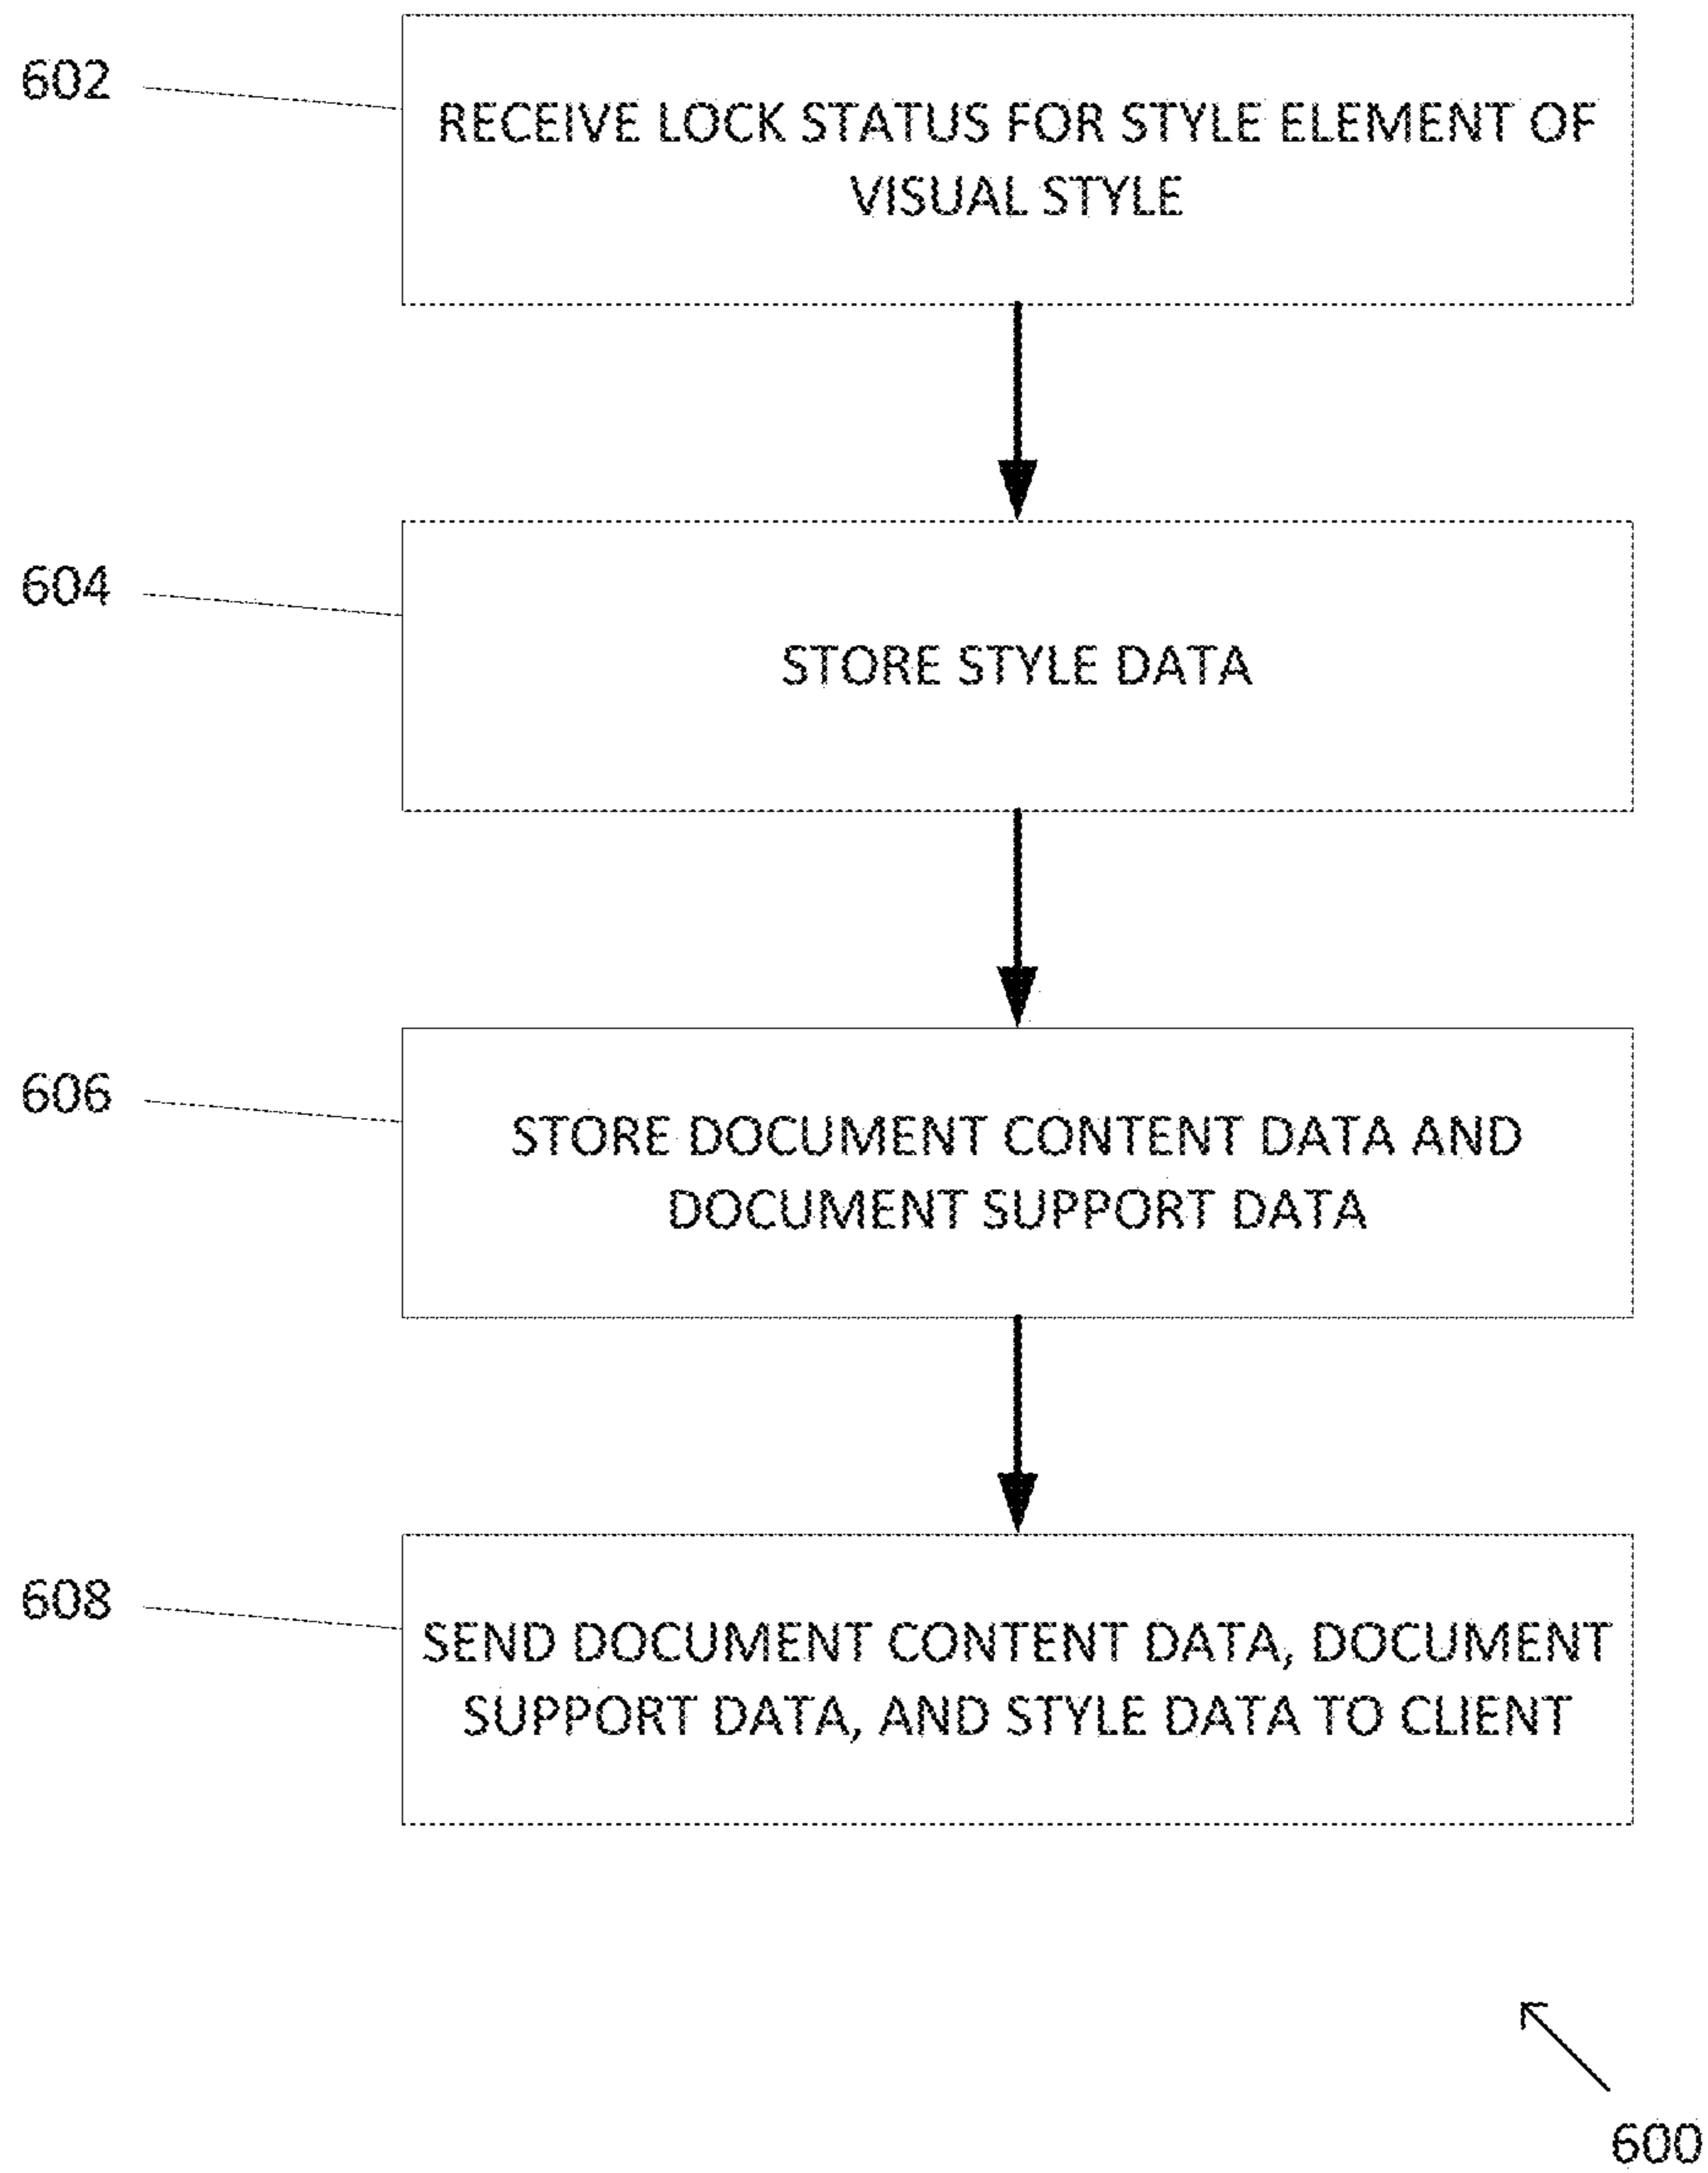 602
RECEIVE LOCK STATUS FOR STYLE ELEMENT OF
VISUAL STYLE
604
STORE STYLE DATA
606
STORE DOCUMENT CONTENT DATA AND
DOCUMENT SUPPORT DATA
608
SEND DOCUMENT CONTENT DATA, DOCUMENT
SUPPORT DATA, AND STYLE DATA TO CLIENT
600